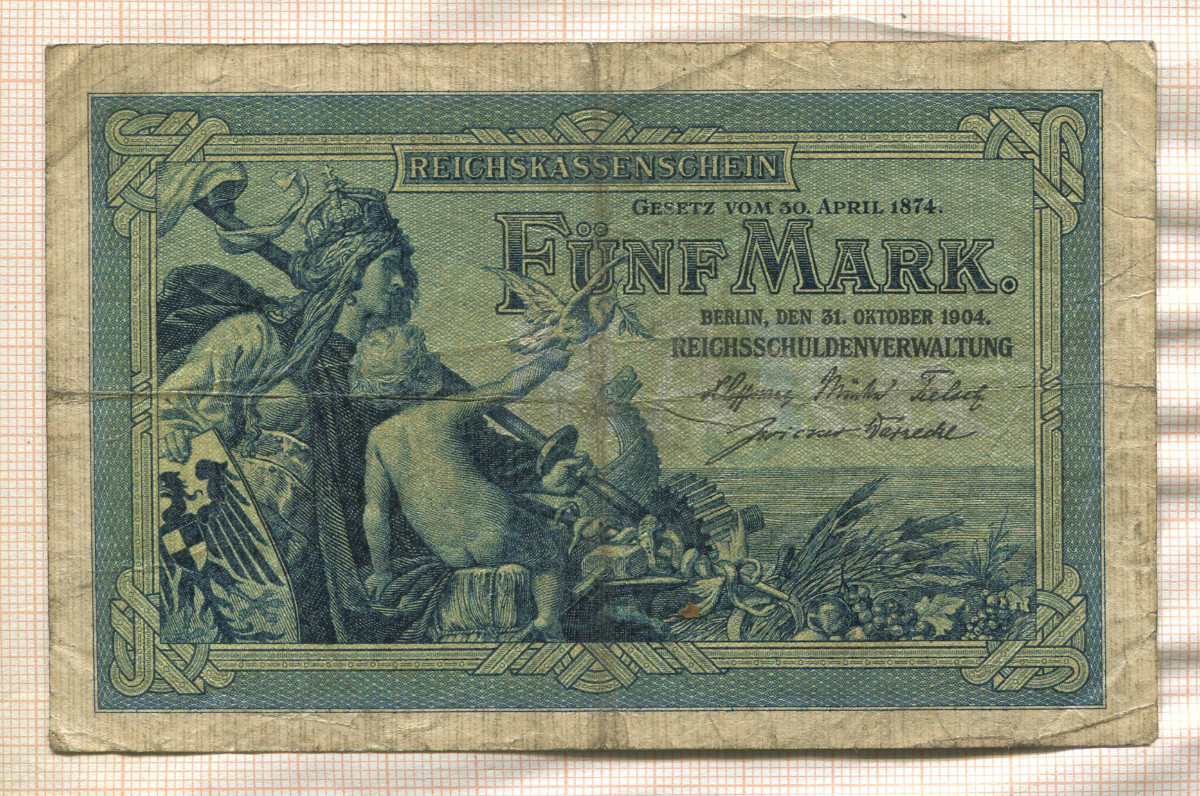 REICHSKASSENSCHEIN
GESETZ VOM 30. APRIL 1874.
FÜNF MARK.
BERLIN, DEN 31. OKTOBER 1904.
REICHSSCHULDENVERWALTUNG